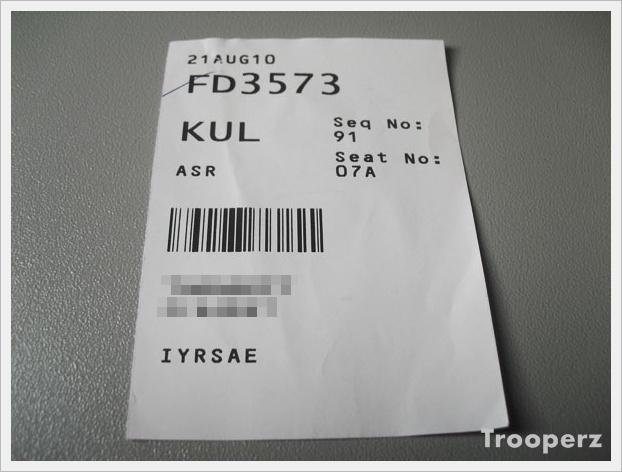 21AUG10
FD3573
KUL
Seq No:
91
ASR
Seat No:
07A
IYRSAE
Trooperz